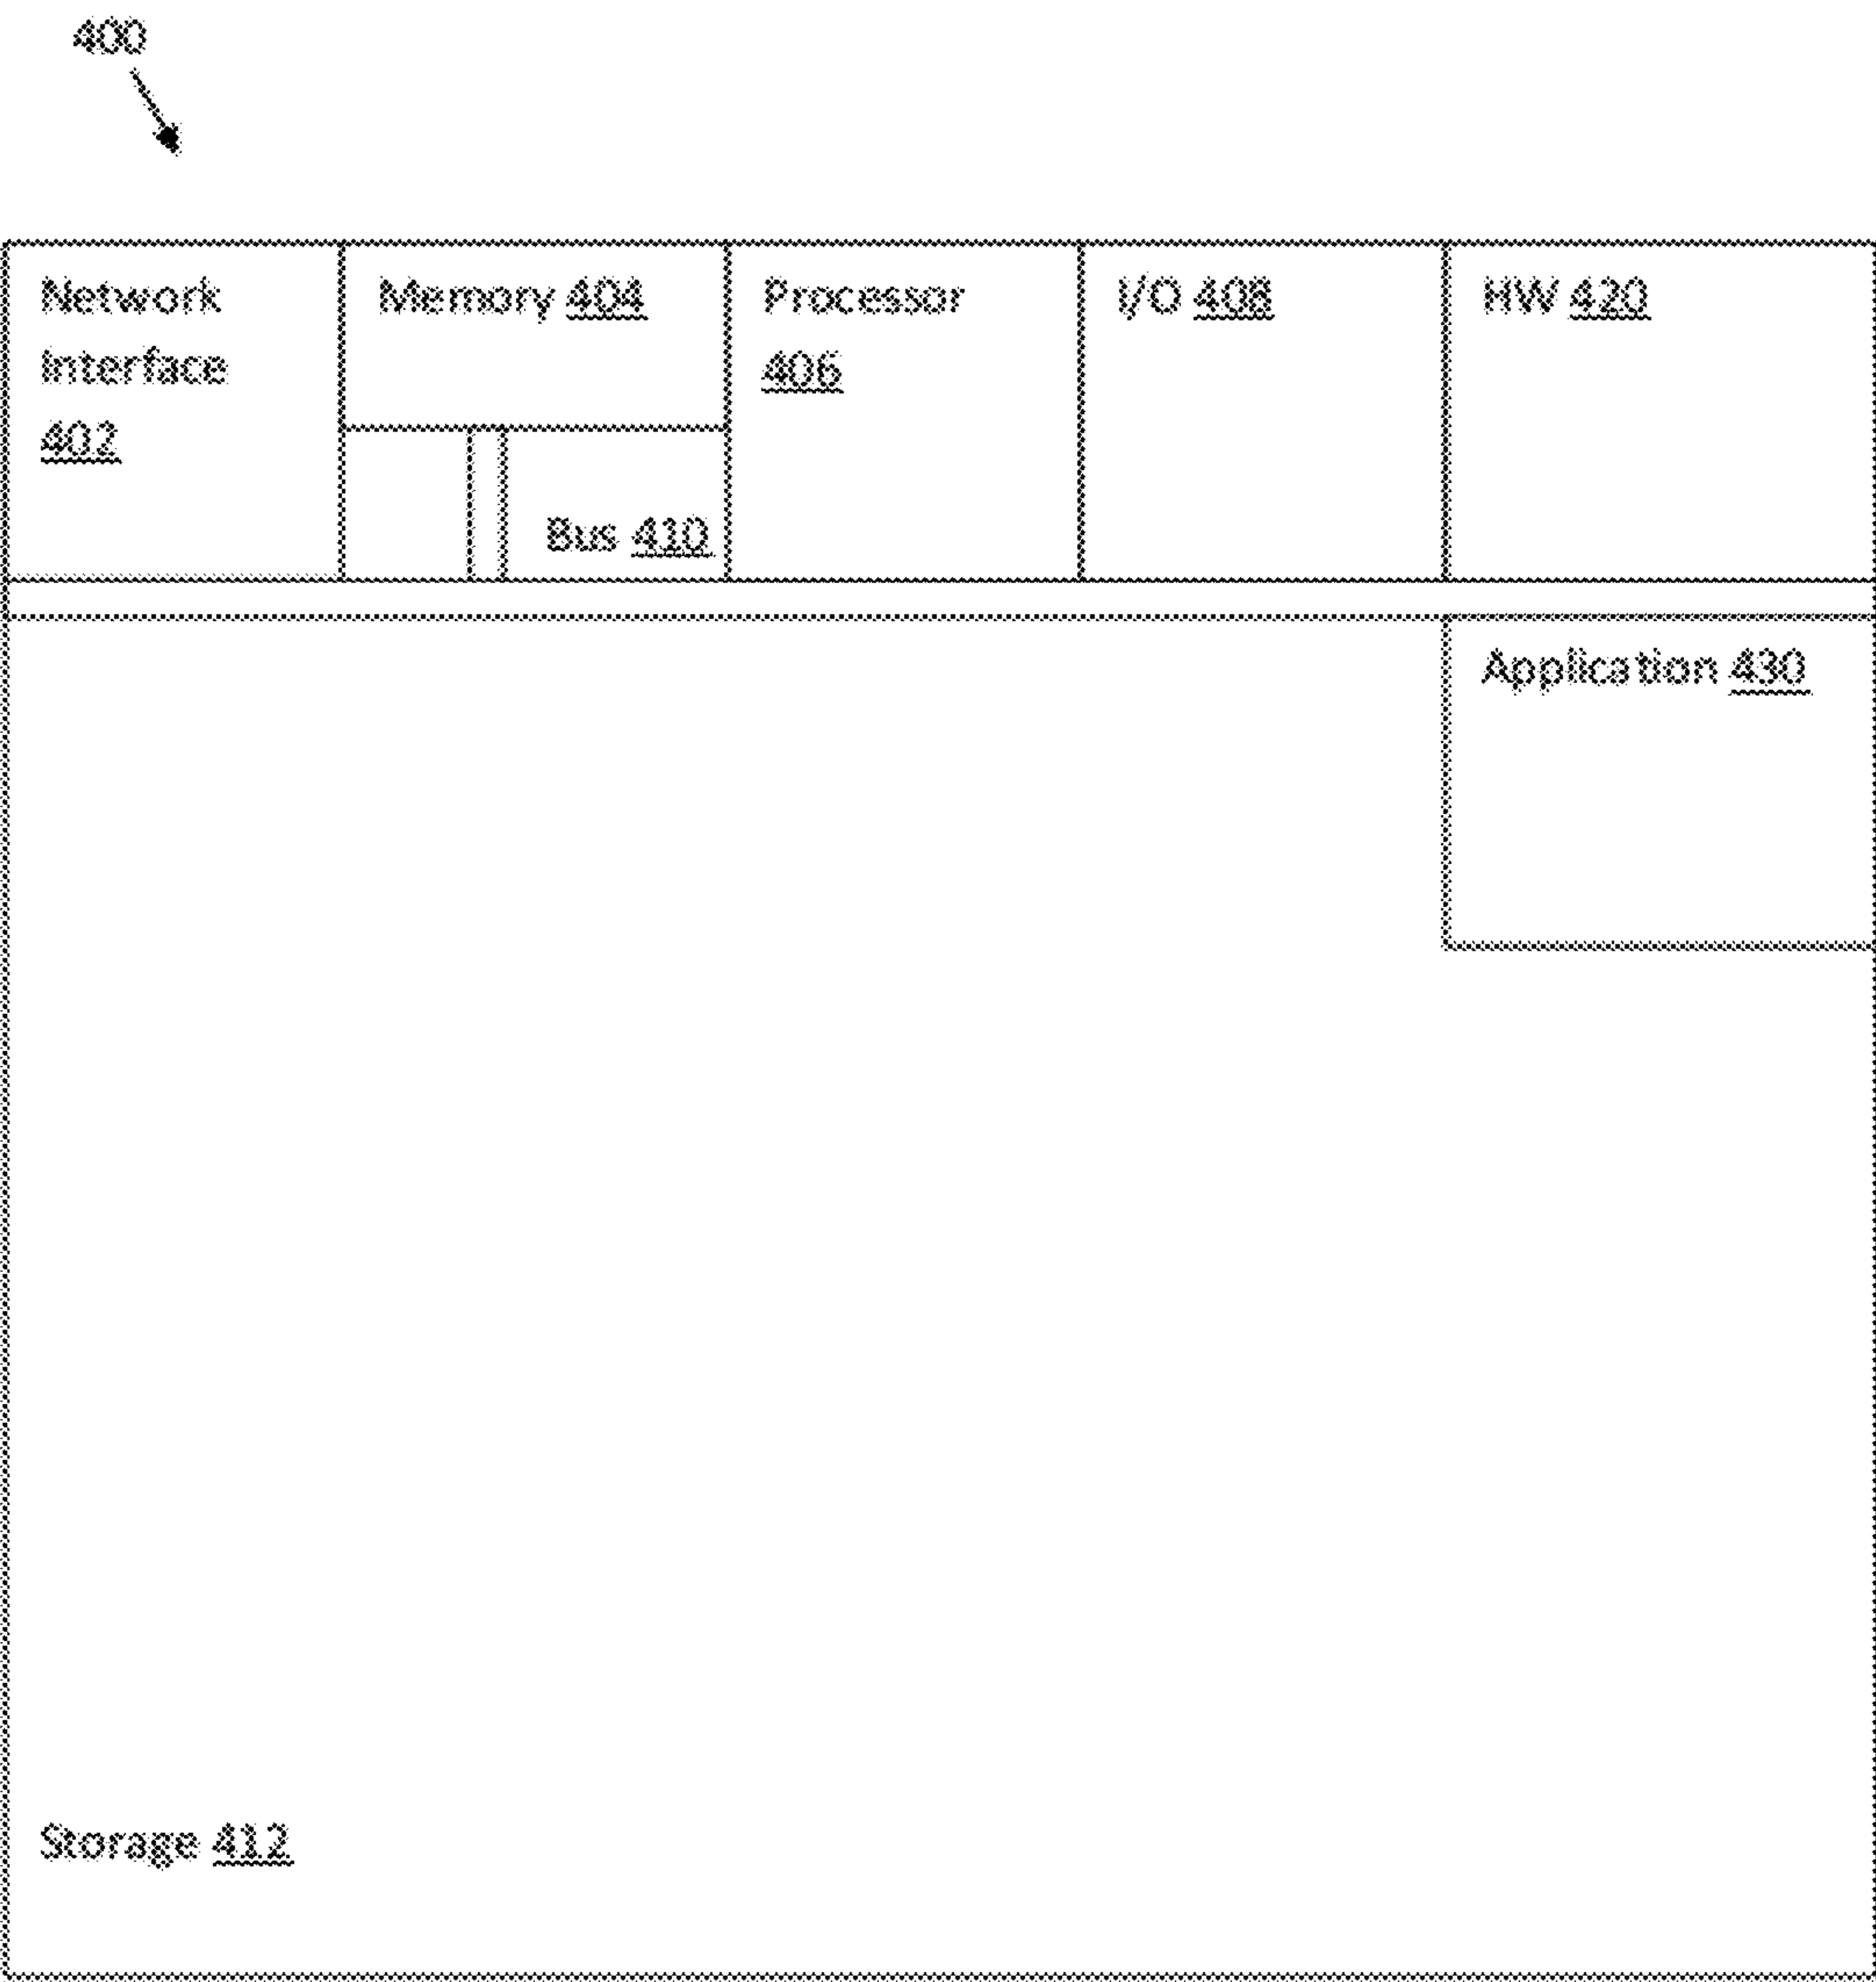 400
Network
Interface
402
Memory 404
Bus 410
Processor
406
I/O 408
HW 420
Application 430
Storage 412